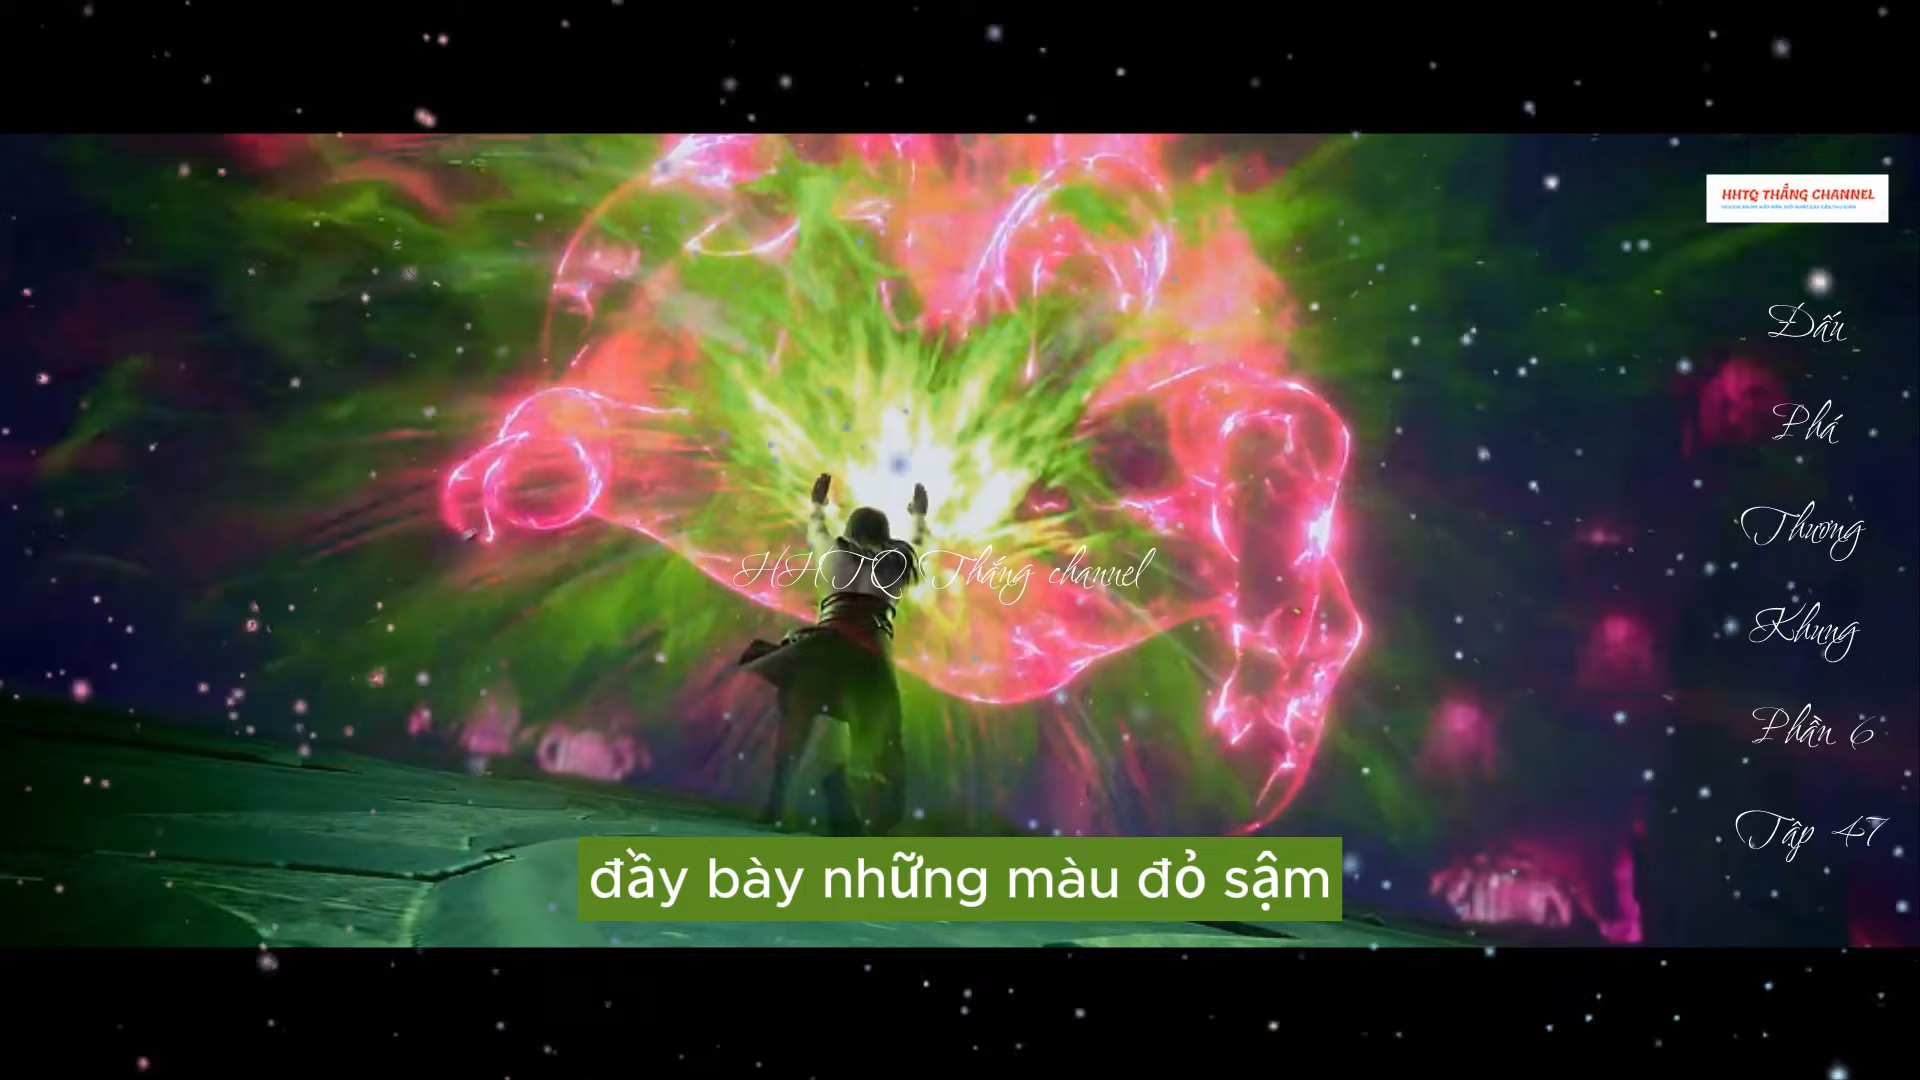 HHTQ THẮNG CHANNEL
Đấu
Phá
Thương
Khung
Phần 6
Tập 47
HHTQ Thắng channel
đầy bày những màu đỏ sậm